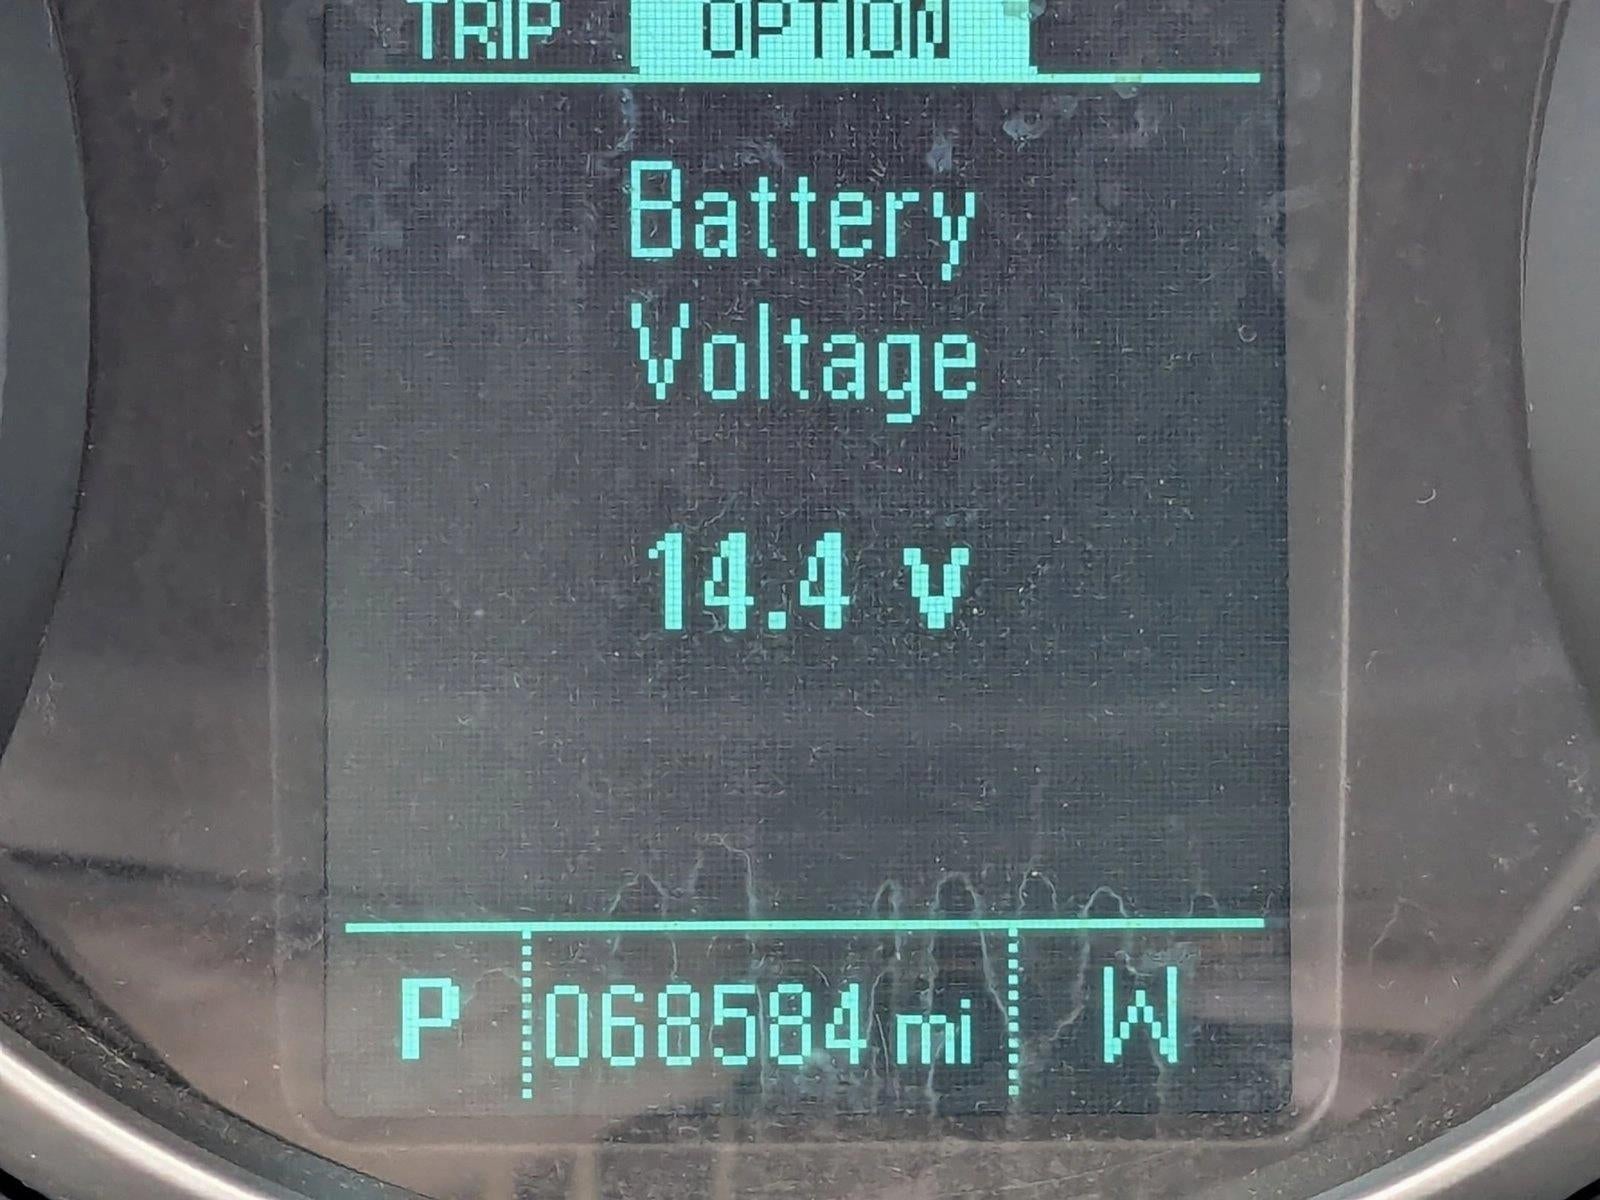 TRIP OPTION
Battery
Voltage
14.4 v
P 068584 mi W